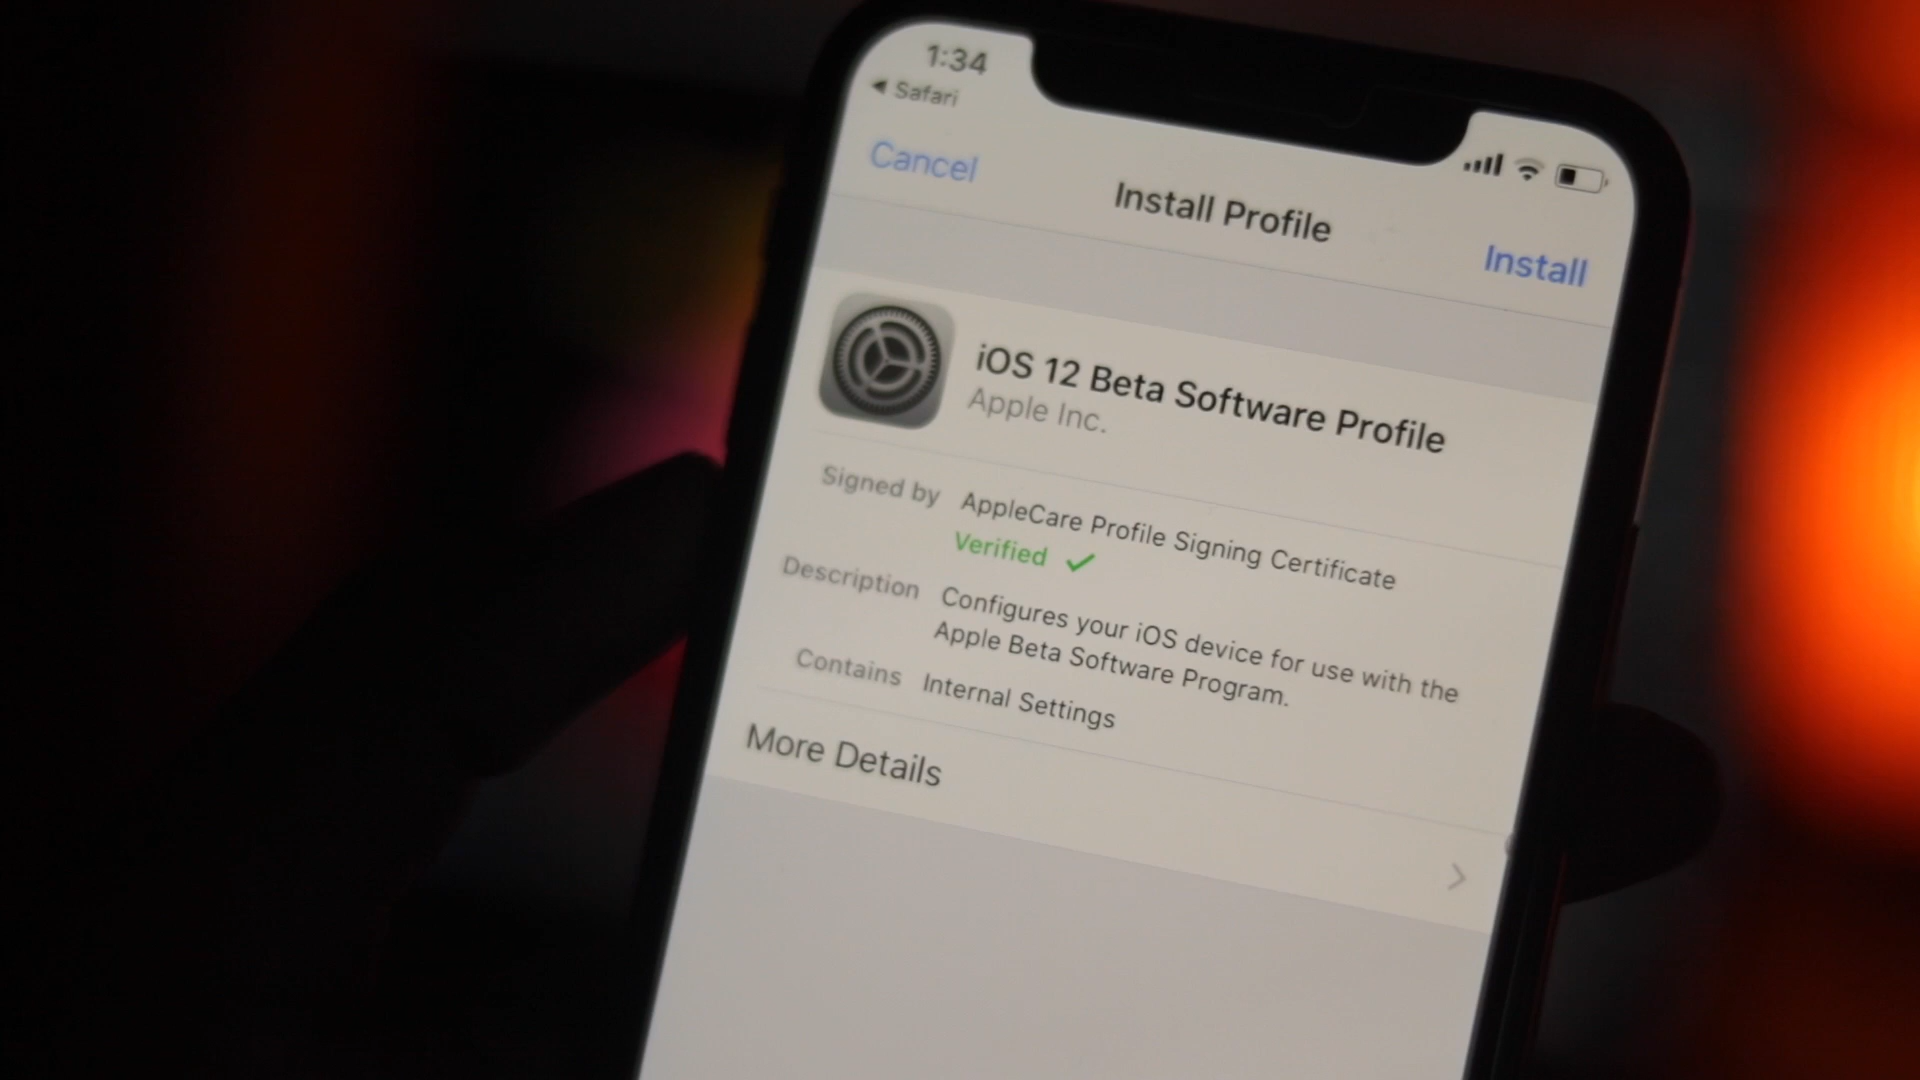 1:34
◀ Safari
Cancel
Install Profile
Install
iOS 12 Beta Software Profile
Apple Inc.
Signed by AppleCare Profile Signing Certificate
Verified ✓
Description Configures your iOS device for use with the
Apple Beta Software Program.
Contains Internal Settings
More Details